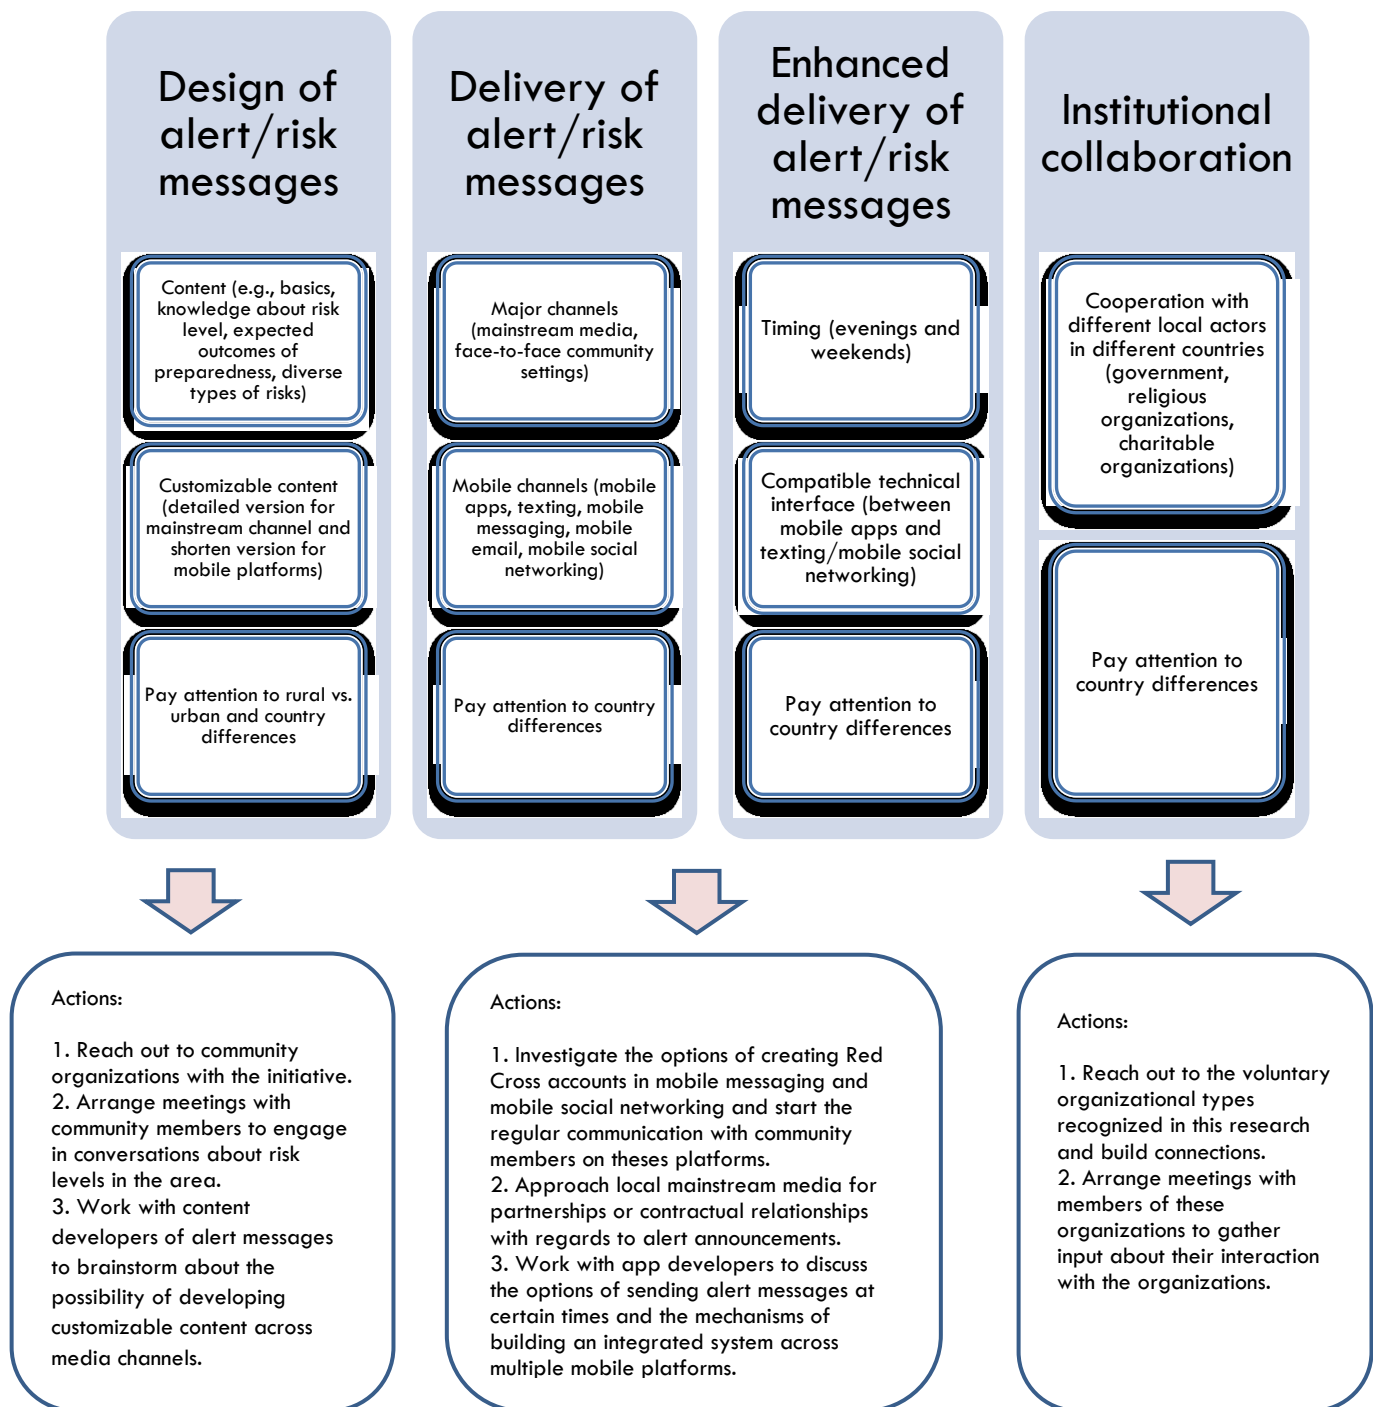 Design of
alert/risk
messages
Content (e.g., basics,
knowledge about risk
level, expected
outcomes of
preparedness, diverse
types of risks)
Customizable content
(detailed version for
mainstream channel and
shorten version for
mobile platforms)
Pay attention to rural vs.
urban and country
differences
Delivery of
alert/risk
messages
Major channels
(mainstream media,
face-to-face community
settings)
Mobile channels (mobile
apps, texting, mobile
messaging, mobile
email, mobile social
networking)
Pay attention to country
differences
Enhanced
delivery of
alert/risk
messages
Timing (evenings and
weekends)
Compatible technical
interface (between
mobile apps and
texting/mobile social
networking)
Pay attention to
country differences
Institutional
collaboration
Cooperation with
different local actors
in different countries
(government,
religious
organizations,
charitable
organizations)
Pay attention to
country differences
Actions:
1. Reach out to community
organizations with the initiative.
2. Arrange meetings with
community members to engage
in conversations about risk
levels in the area.
3. Work with content
developers of alert messages
to brainstorm about the
possibility of developing
customizable content across
media channels.
Actions:
1. Investigate the options of creating Red
Cross accounts in mobile messaging and
mobile social networking and start the
regular communication with community
members on theses platforms.
2. Approach local mainstream media for
partnerships or contractual relationships
with regards to alert announcements.
3. Work with app developers to discuss
the options of sending alert messages at
certain times and the mechanisms of
building an integrated system across
multiple mobile platforms.
Actions:
1. Reach out to the voluntary
organizational types
recognized in this research
and build connections.
2. Arrange meetings with
members of these
organizations to gather
input about their interaction
with the organizations.